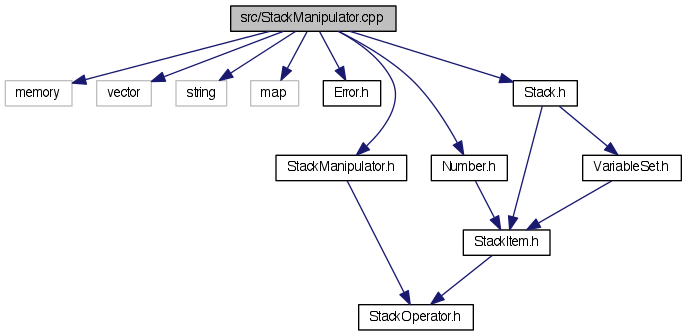 src/StackManipulator.cpp
memory
vector
string
map
Error.h
Stack.h
StackManipulator.h
Number.h
VariableSet.h
StackItem.h
StackOperator.h